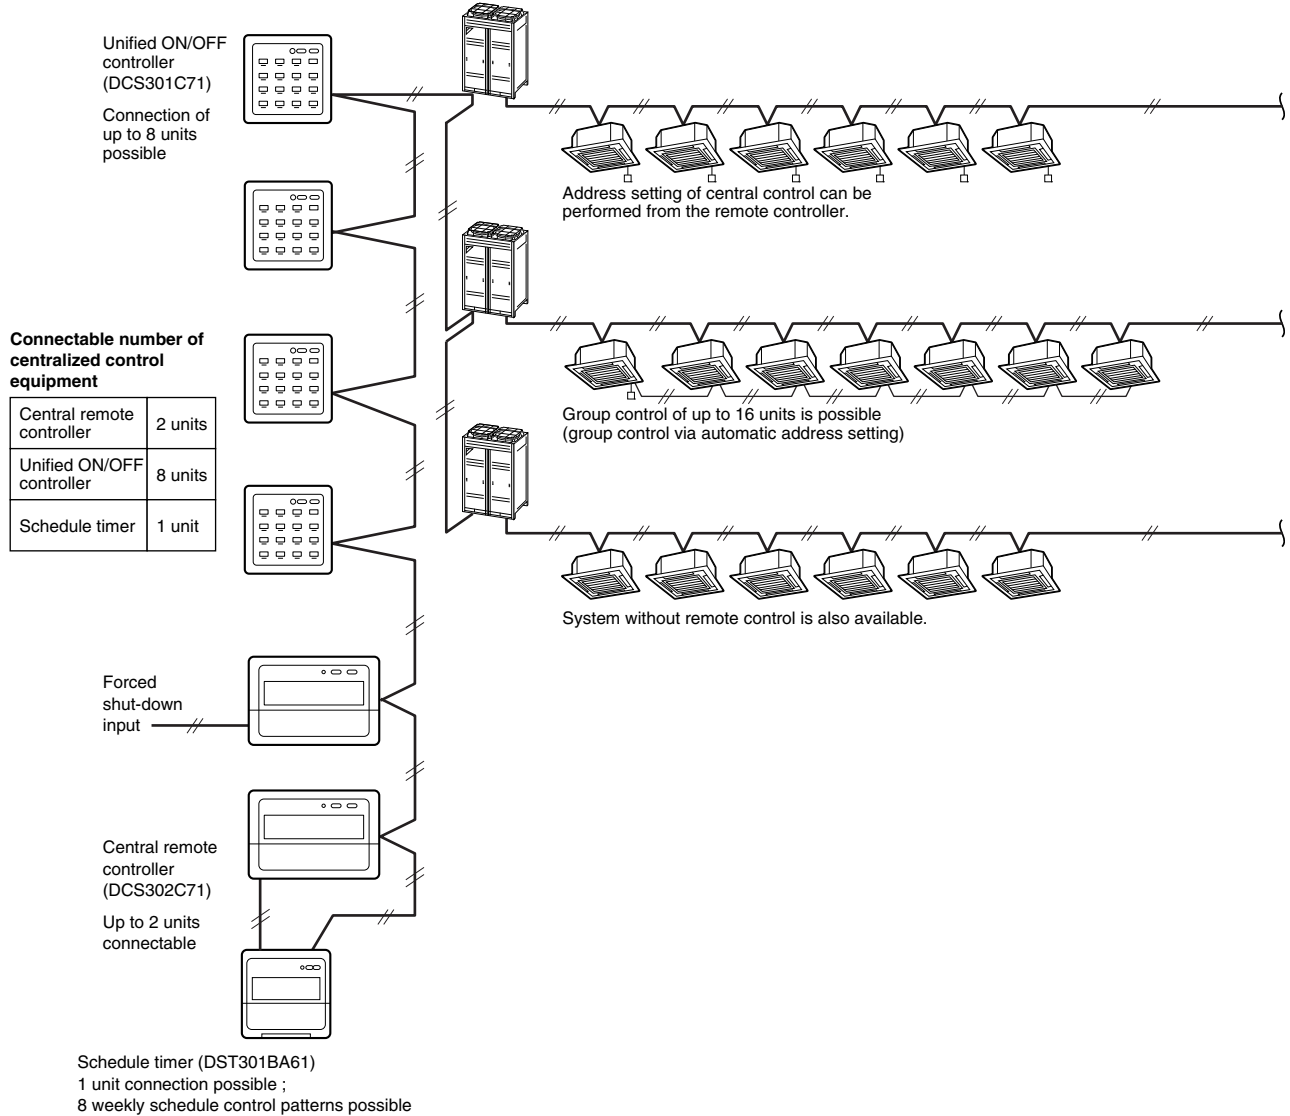 Unified ON/OFF
controller
(DCS301C71)
Connection of
up to 8 units
possible
Address setting of central control can be
performed from the remote controller.
Connectable number of
centralized control
equipment
Central remote
controller
2 units
Unified ON/OFF
controller
8 units
Schedule timer
1 unit
Group control of up to 16 units is possible
(group control via automatic address setting)
System without remote control is also available.
Forced
shut-down
input
Central remote
controller
(DCS302C71)
Up to 2 units
connectable
Schedule timer (DST301BA61)
1 unit connection possible ;
8 weekly schedule control patterns possible